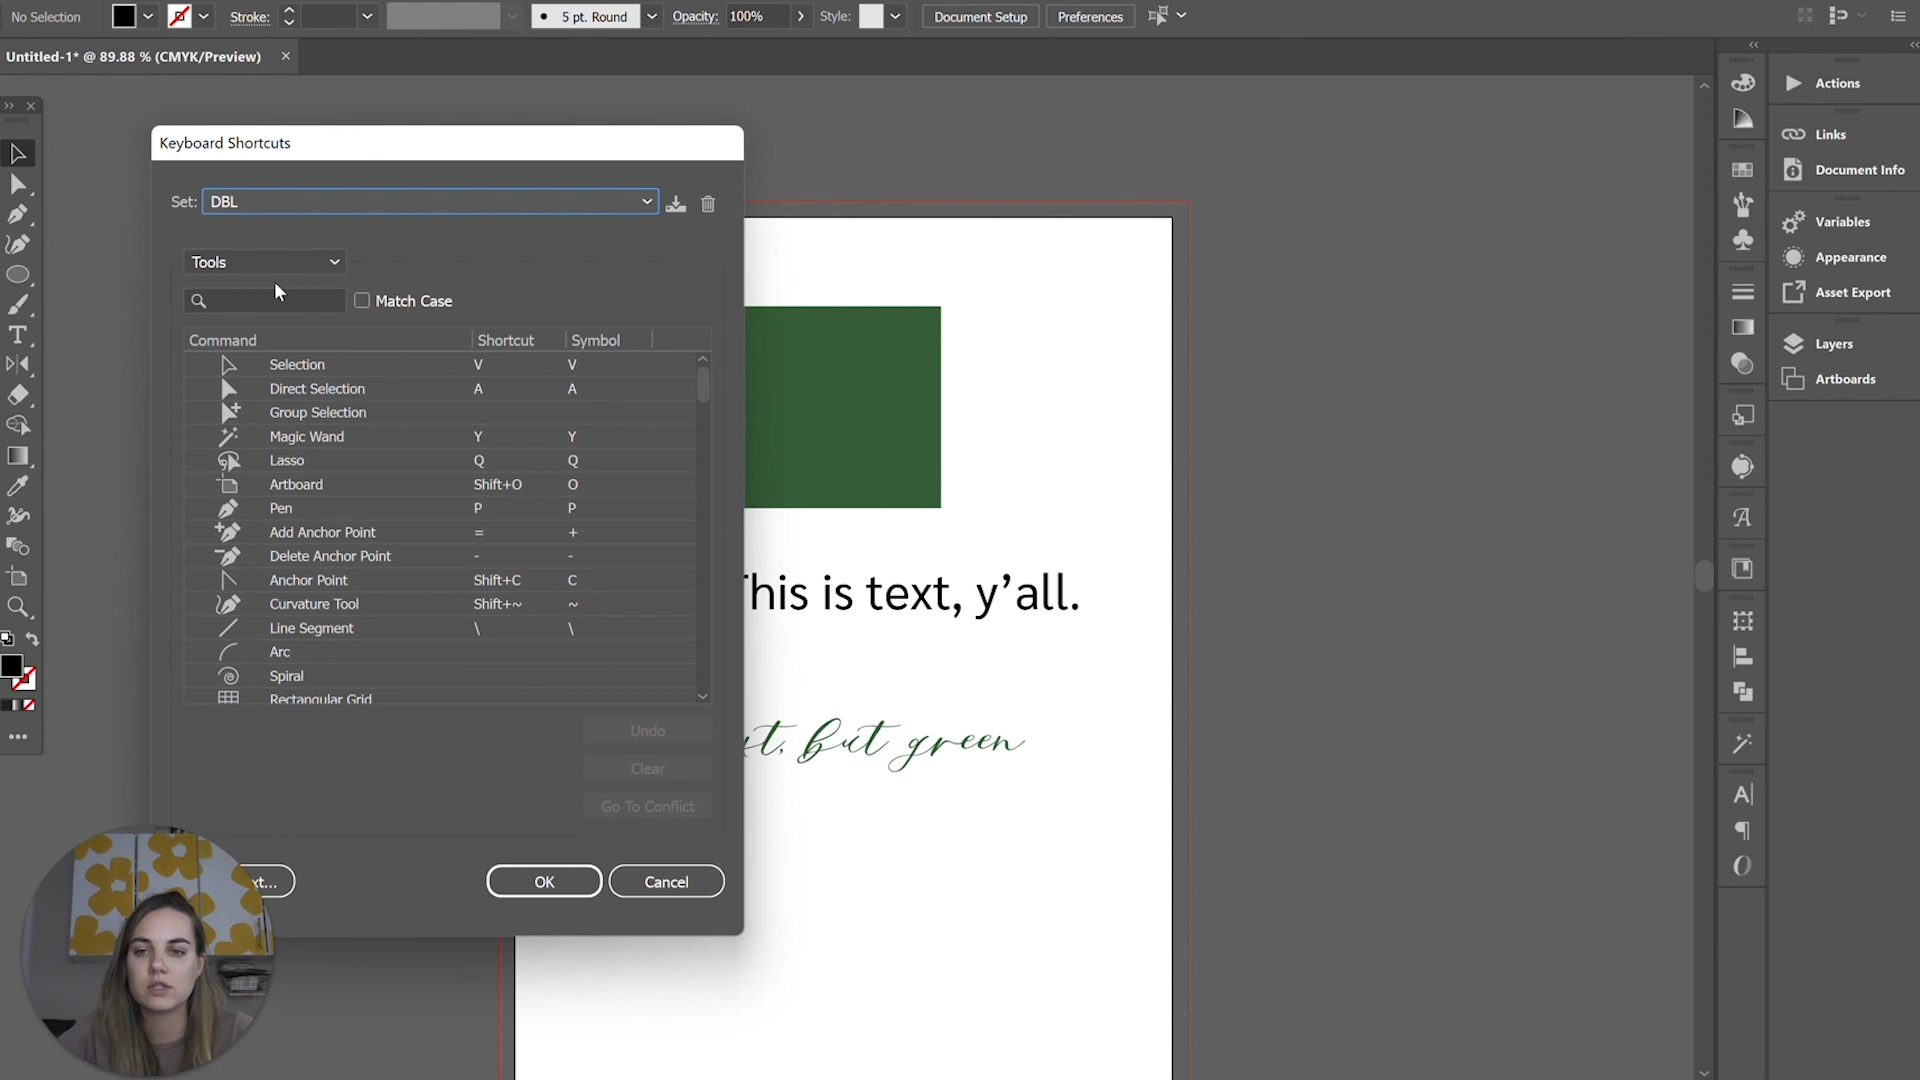 No Selection
Stroke:
5 pt. Round
Opacity:
100%
Style:
Document Setup
Preferences
Untitled-1* @ 89.88 % (CMYK/Preview)
Keyboard Shortcuts
Set:
DBL
Tools
Match Case
Command
Shortcut
Symbol
Selection V V
Direct Selection A A
Group Selection
Magic Wand Y Y
Lasso Q Q
Artboard Shift+O O
Pen P P
Add Anchor Point = +
Delete Anchor Point - -
Anchor Point Shift+C C
Curvature Tool Shift+~ ~
Line Segment \ \
Arc
Spiral
Rectangular Grid
Undo
Clear
Go To Conflict
OK
Cancel
his is text, y’all.
but green
Actions
Links
Document Info
Variables
Appearance
Asset Export
Layers
Artboards